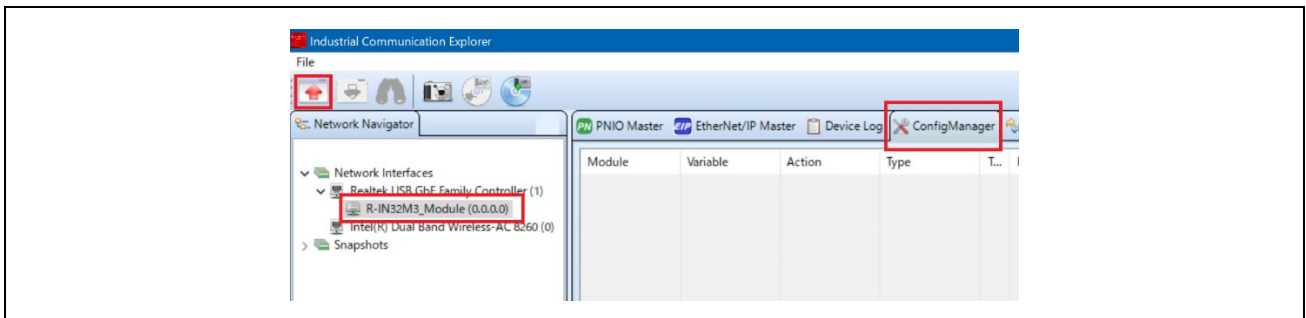 Industrial Communication Explorer
File
Network Navigator
PNIO Master EtherNet/IP Master Device Log ConfigManager
Module Variable Action Type T...
Network Interfaces
Realtek USB GbE Family Controller (1)
R-IN32M3_Module (0.0.0.0)
Intel(R) Dual Band Wireless-AC 8260 (0)
Snapshots